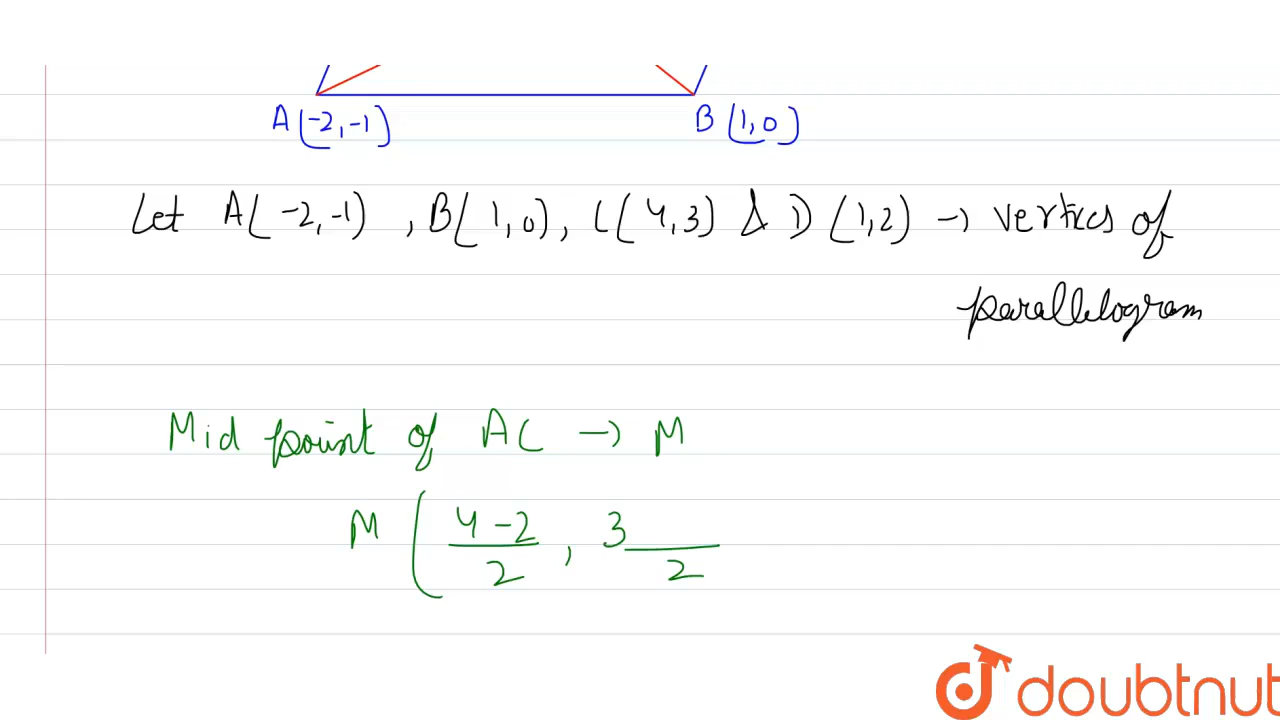 A(-2,-1) B(1,0)
Let A(-2,-1), B(1,0), C(4,3) & D(1,2) → vertices of
parallelogram
Mid point of AC → M
M ( 4-2/2 , 3 /2
doubtnut